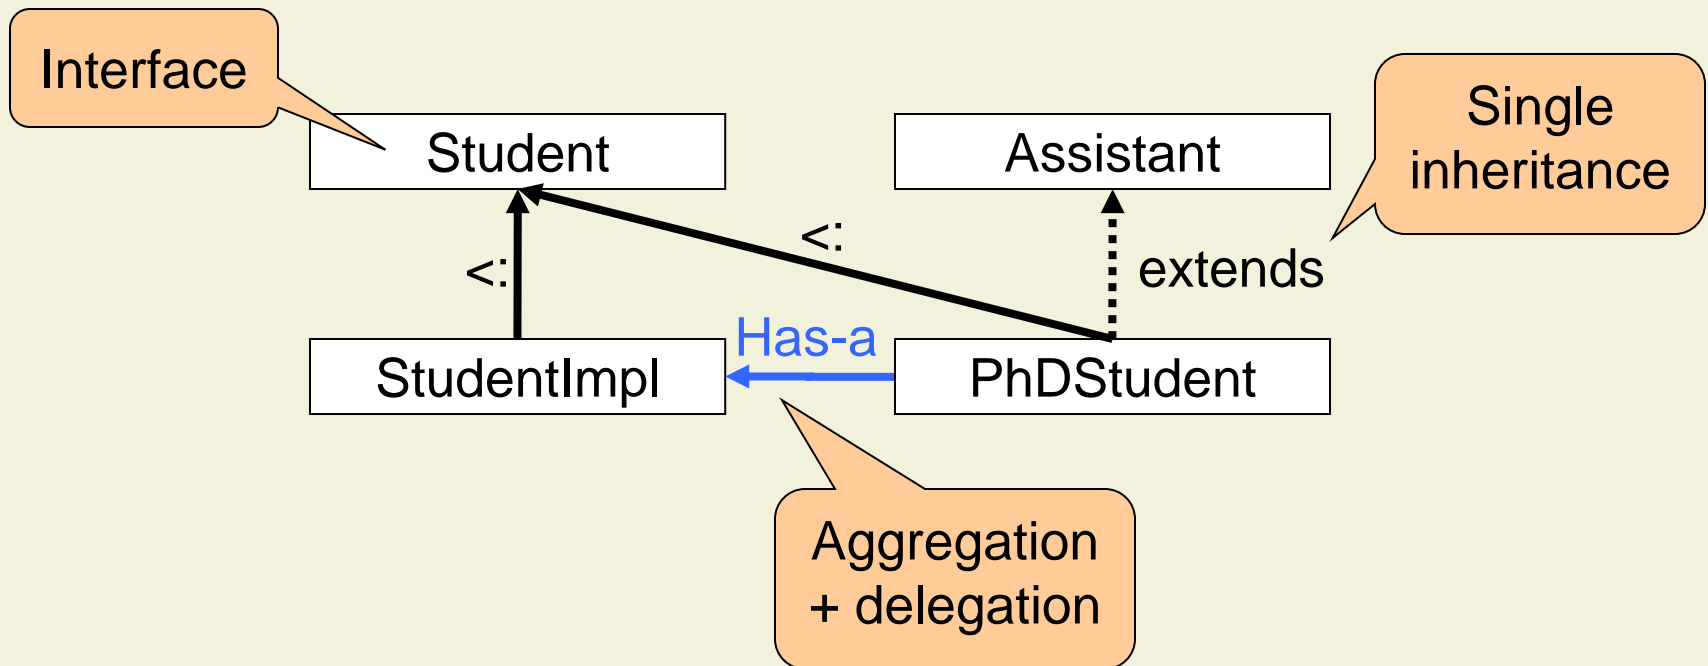 Interface
Student
Assistant
Single
inheritance
<:
<:
extends
Has-a
StudentImpl
PhDStudent
Aggregation
+ delegation